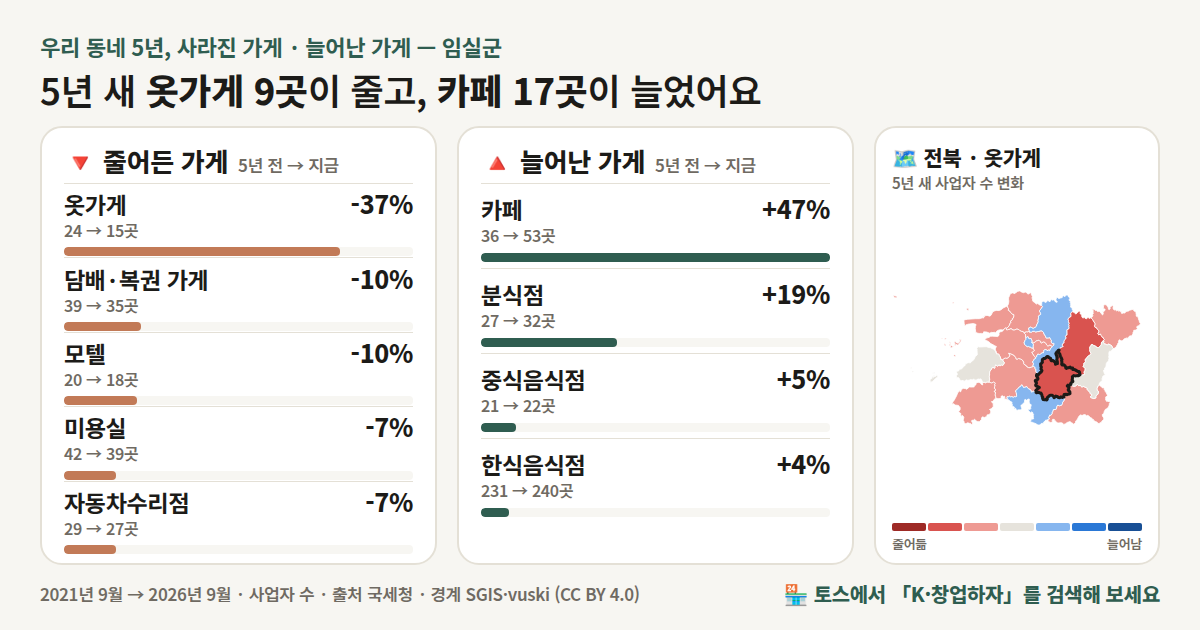 우리 동네 5년, 사라진 가게 · 늘어난 가게 — 임실군
5년 새 옷가게 9곳이 줄고, 카페 17곳이 늘었어요
줄어든 가게 5년 전 → 지금
옷가게 -37%
24 → 15곳
담배·복권 가게 -10%
39 → 35곳
모텔 -10%
20 → 18곳
미용실 -7%
42 → 39곳
자동차수리점 -7%
29 → 27곳
늘어난 가게 5년 전 → 지금
카페 +47%
36 → 53곳
분식점 +19%
27 → 32곳
중식음식점 +5%
21 → 22곳
한식음식점 +4%
231 → 240곳
전북 · 옷가게
5년 새 사업자 수 변화
줄어듦 늘어남
2021년 9월 → 2026년 9월 · 사업자 수 · 출처 국세청 · 경계 SGIS·vuski (CC BY 4.0)
토스에서 「K·창업하자」를 검색해 보세요